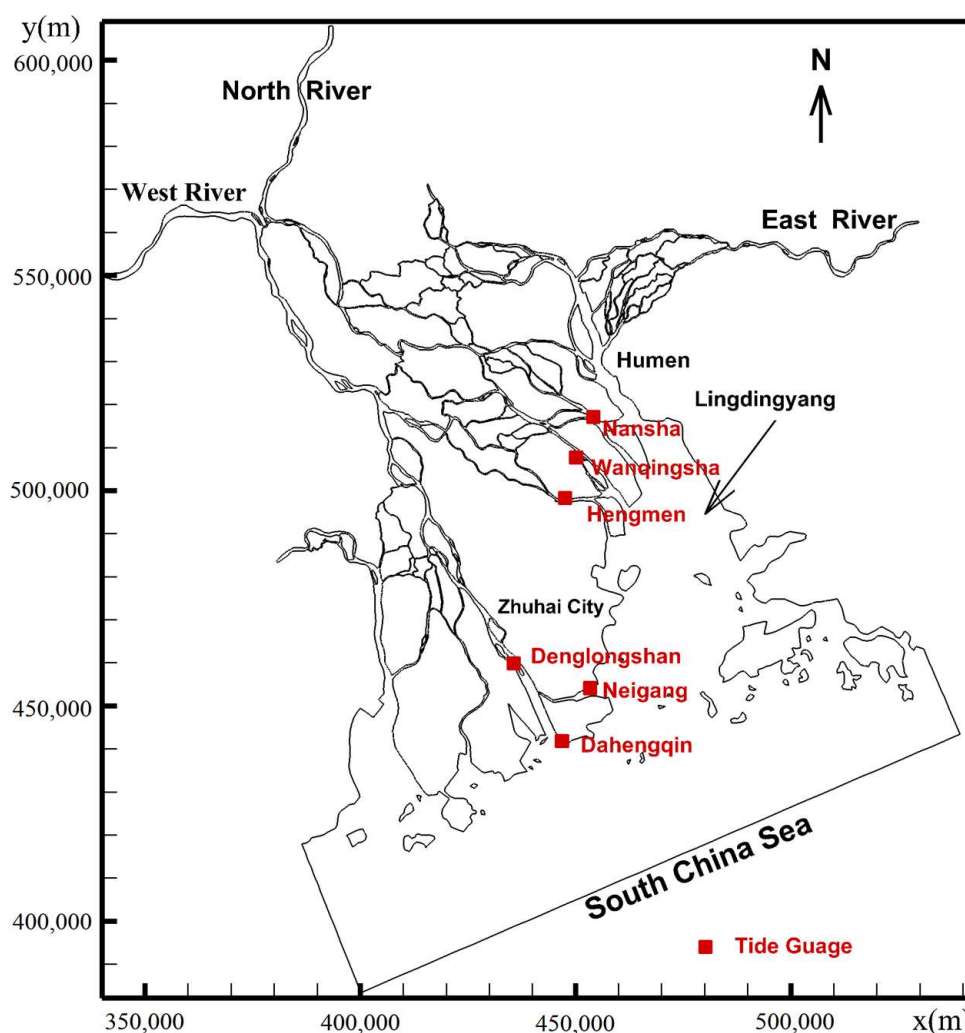 y(m)
600,000
N
North River
West River
East River
550,000
Humen
Lingdingyang
Nansha
Wanqingsha
500,000
Hengmen
Zhuhai City
Denglongshan
Neigang
450,000
Dahengqin
South China Sea
400,000
Tide Guage
350,000 400,000 450,000 500,000 x(m)